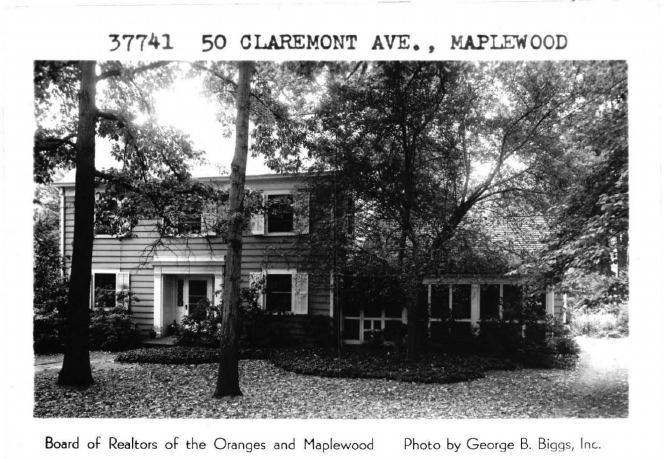 37741 50 CLAREMONT AVE., MAPLEWOOD
Board of Realtors of the Oranges and Maplewood Photo by George B. Biggs, Inc.